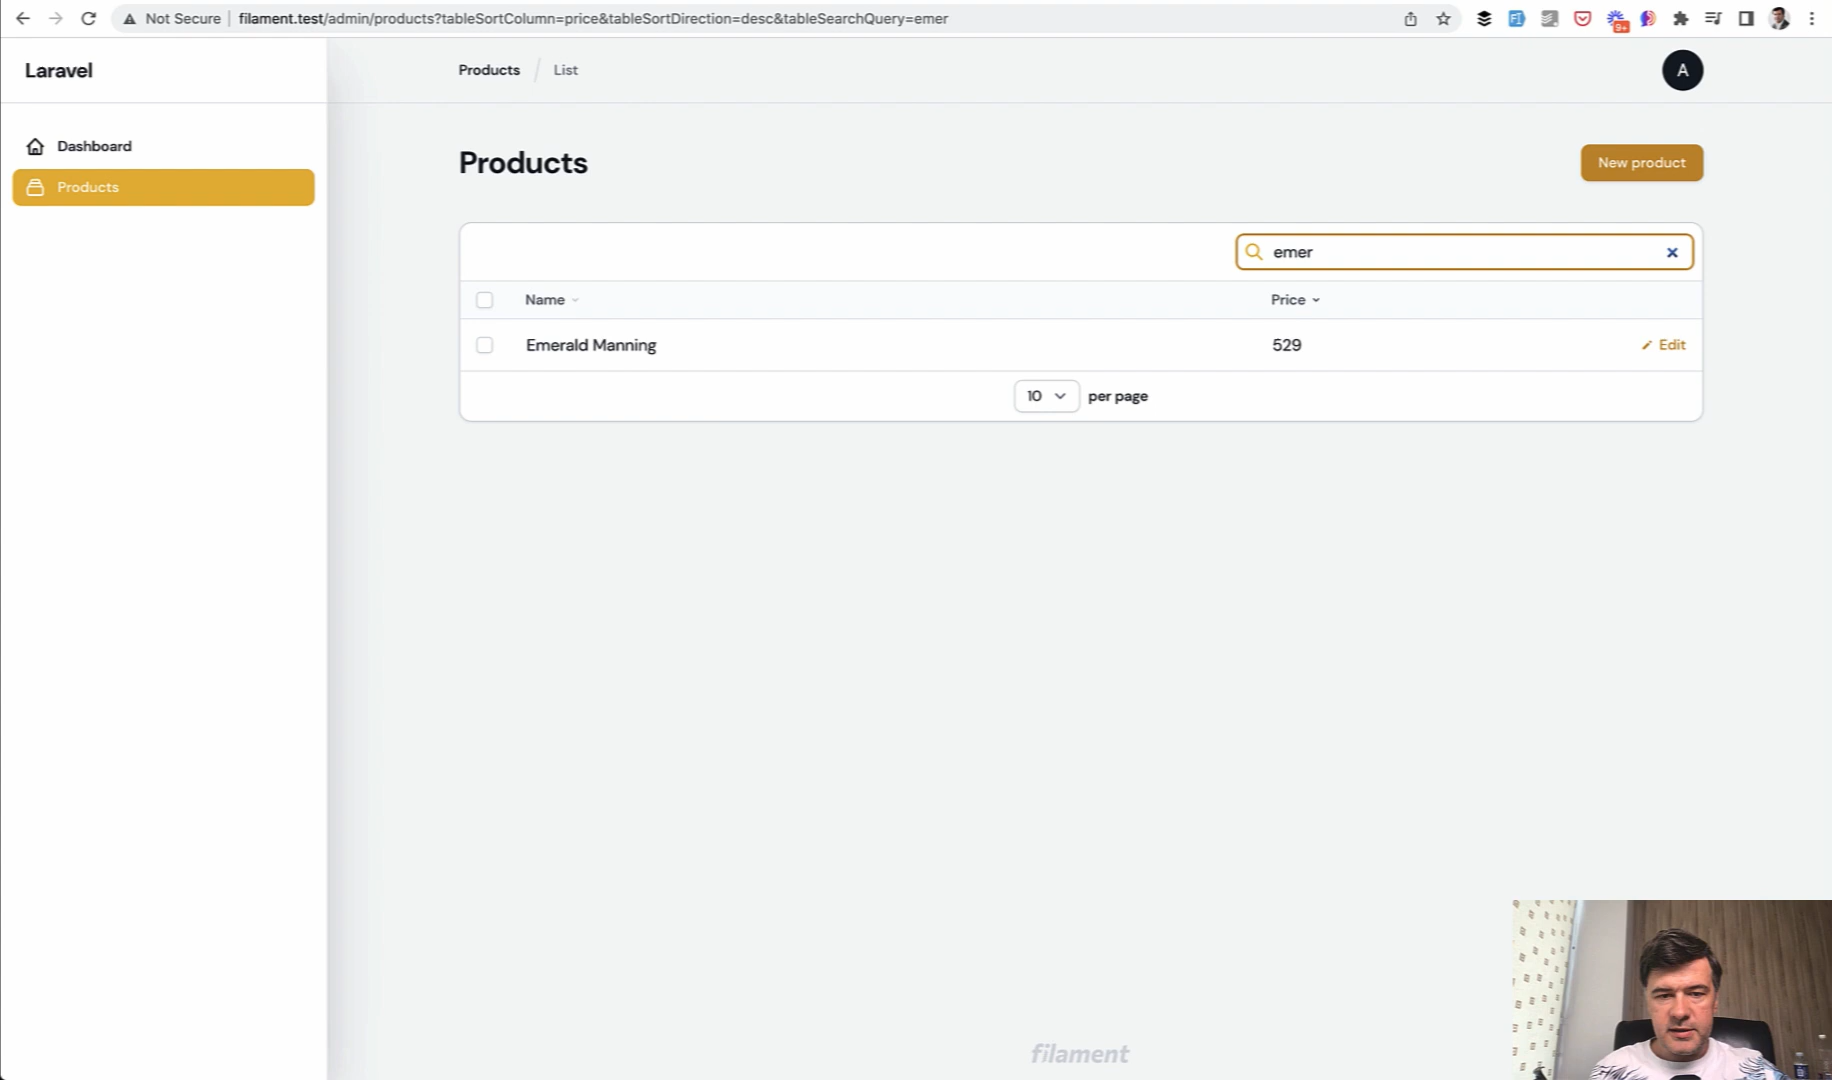 Not Secure
filament.test/admin/products?tableSortColumn=price&tableSortDirection=desc&tableSearchQuery=emer
9+
Laravel
Products
List
A
Dashboard
Products
Products
New product
emer
Name
Price
Emerald Manning
529
Edit
10
per page
filament